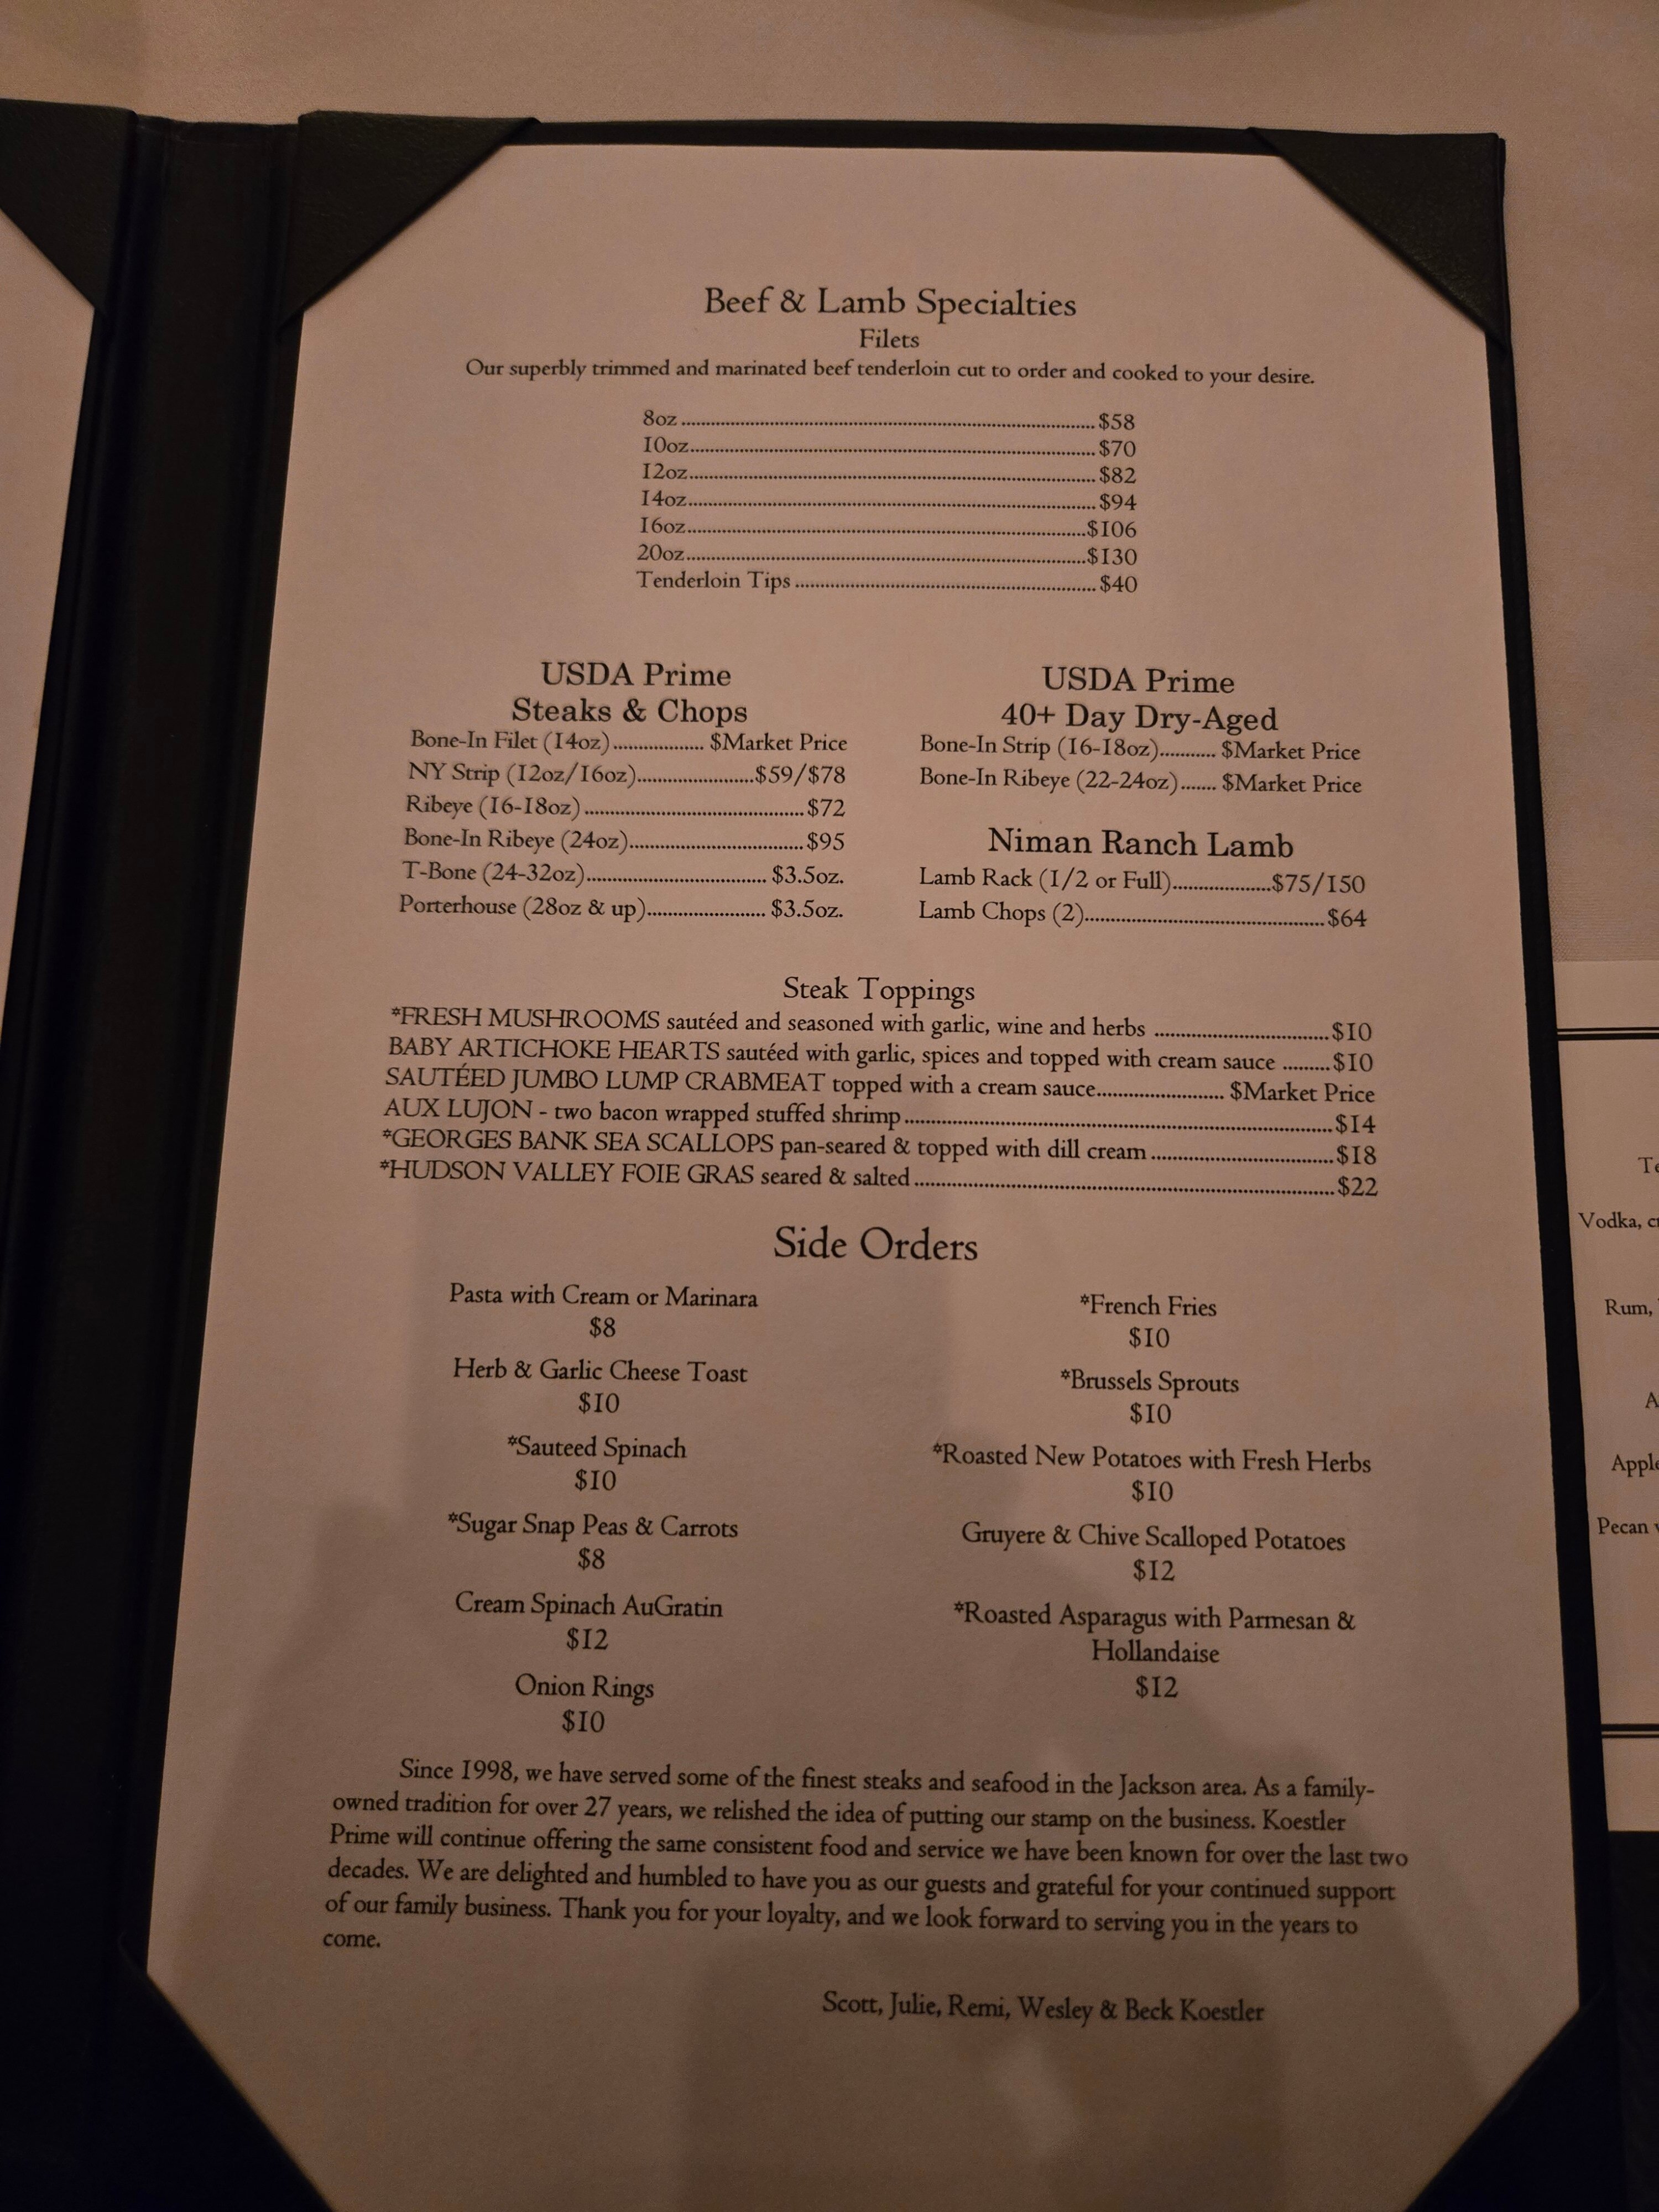 Beef & Lamb Specialties
Filets
Our superbly trimmed and marinated beef tenderloin cut to order and cooked to your desire.
8oz ........ $58
10oz ........ $70
12oz ........ $82
14oz ........ $94
16oz ........ $106
20oz ........ $130
Tenderloin Tips ........ $40
USDA Prime
Steaks & Chops
Bone-In Filet (14oz) ........ $Market Price
NY Strip (12oz/16oz) ........ $59/$78
Ribeye (16-18oz) ........ $72
Bone-In Ribeye (24oz) ........ $95
T-Bone (24-32oz) ........ $3.5oz.
Porterhouse (28oz & up) ........ $3.5oz.
USDA Prime
40+ Day Dry-Aged
Bone-In Strip (16-18oz) ........ $Market Price
Bone-In Ribeye (22-24oz) ........ $Market Price
Niman Ranch Lamb
Lamb Rack (1/2 or Full) ........ $75/150
Lamb Chops (2) ........ $64
Steak Toppings
*FRESH MUSHROOMS sautéed and seasoned with garlic, wine and herbs ........ $10
BABY ARTICHOKE HEARTS sautéed with garlic, spices and topped with cream sauce ........ $10
SAUTÉED JUMBO LUMP CRABMEAT topped with a cream sauce ........ $Market Price
AUX LUJON - two bacon wrapped stuffed shrimp ........ $14
*GEORGES BANK SEA SCALLOPS pan-seared & topped with dill cream ........ $18
*HUDSON VALLEY FOIE GRAS seared & salted ........ $22
Side Orders
Pasta with Cream or Marinara
$8
Herb & Garlic Cheese Toast
$10
*Sauteed Spinach
$10
*Sugar Snap Peas & Carrots
$8
Cream Spinach AuGratin
$12
Onion Rings
$10
*French Fries
$10
*Brussels Sprouts
$10
*Roasted New Potatoes with Fresh Herbs
$10
Gruyere & Chive Scalloped Potatoes
$12
*Roasted Asparagus with Parmesan &
Hollandaise
$12
Since 1998, we have served some of the finest steaks and seafood in the Jackson area. As a family-
owned tradition for over 27 years, we relished the idea of putting our stamp on the business. Koestler
Prime will continue offering the same consistent food and service we have been known for over the last two
decades. We are delighted and humbled to have you as our guests and grateful for your continued support
of our family business. Thank you for your loyalty, and we look forward to serving you in the years to
come.
Scott, Julie, Remi, Wesley & Beck Koestler
Vodka,
Rum,
Pecan